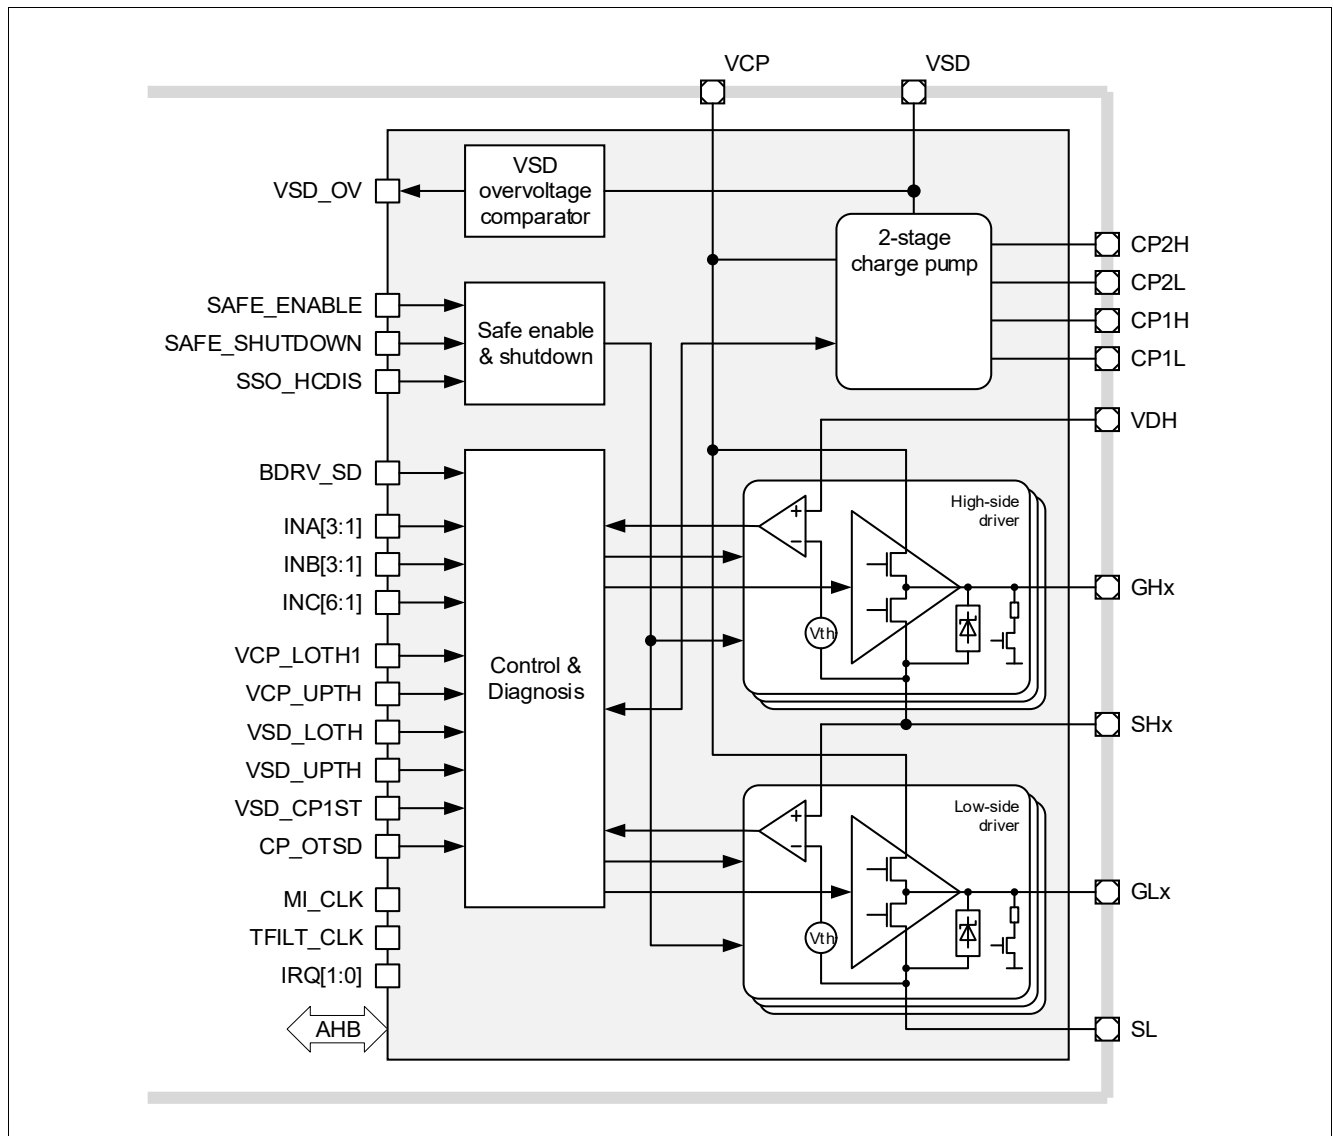 VCP
VSD
VSD_OV
VSD
overvoltage
comparator
2-stage
charge pump
CP2H
CP2L
CP1H
CP1L
SAFE_ENABLE
SAFE_SHUTDOWN
SSO_HCDIS
Safe enable
& shutdown
VDH
BDRV_SD
INA[3:1]
INB[3:1]
INC[6:1]
VCP_LOTH1
VCP_UPTH
VSD_LOTH
VSD_UPTH
VSD_CP1ST
CP_OTSD
MI_CLK
TFILT_CLK
IRQ[1:0]
AHB
Control &
Diagnosis
High-side
driver
+
−
Vth
GHx
SHx
Low-side
driver
+
−
Vth
GLx
SL